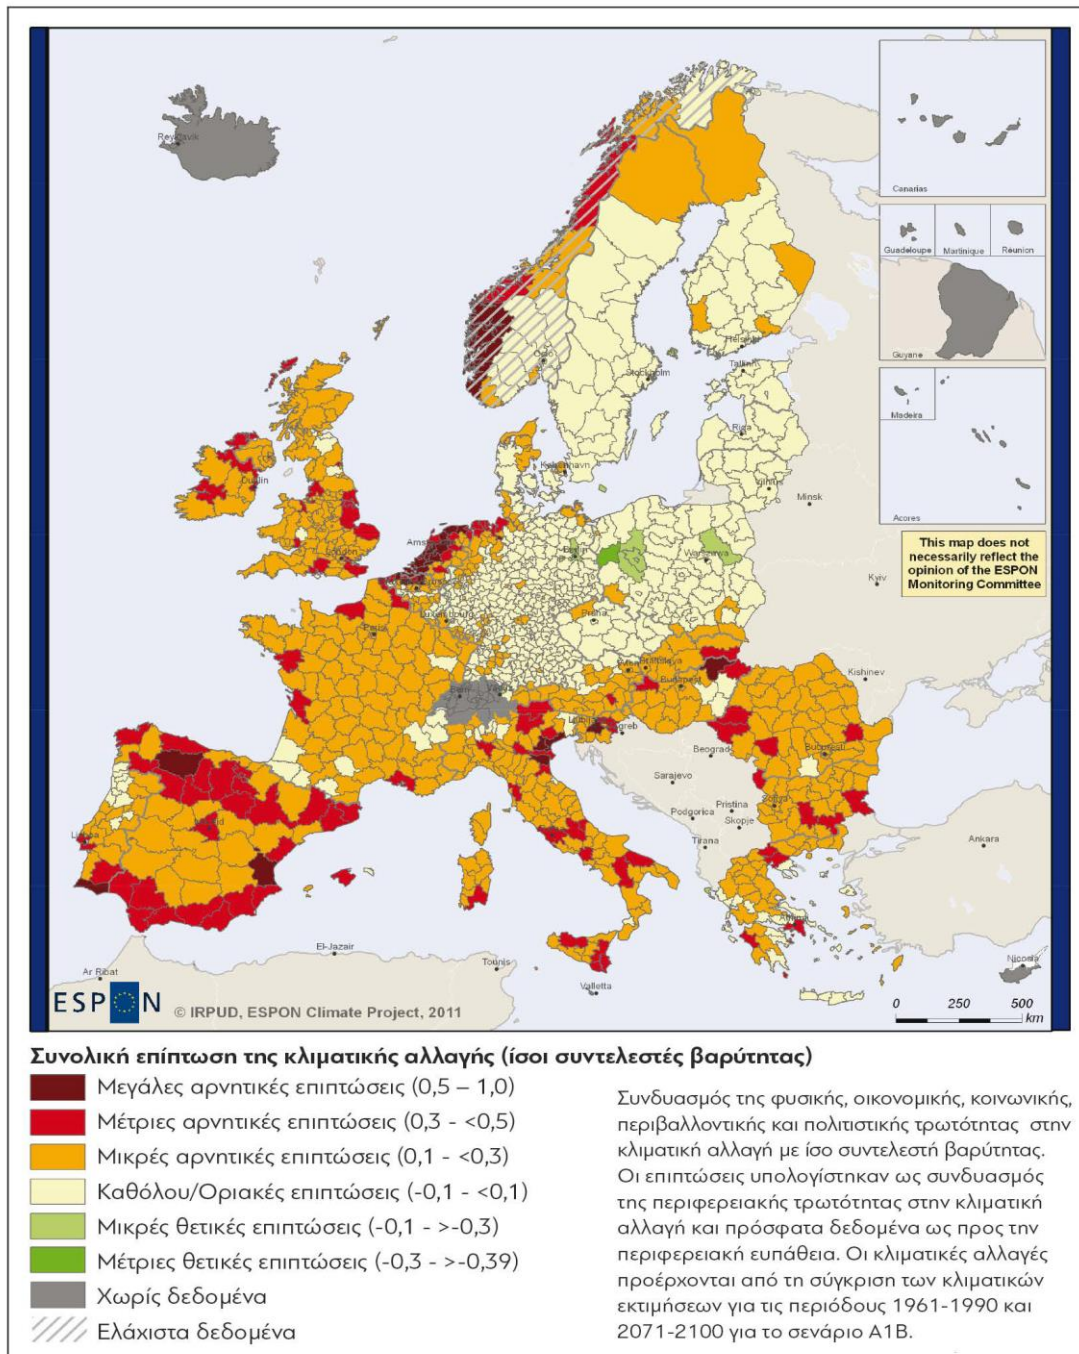 Reykjavik
Canarias
Guadeloupe
Martinique
Réunion
Guyane
Madeira
Acores
This map does not
necessarily reflect the
opinion of the ESPON
Monitoring Committee
Oslo
Helsinki
Tallinn
Stockholm
Riga
København
Vilnius
Minsk
Dublin
London
Berlin
Warszawa
Kyiv
Praha
Paris
Kishinev
Budapest
Zagreb
Bucuresti
Beograd
Sarajevo
Pristina
Podgorica
Skopje
Sofiya
Tirana
Ankara
Madrid
Lisboa
Athinai
Nicosia
El-Jazair
Tounis
Ar Ribat
Valletta
ESPON
© IRPUD, ESPON Climate Project, 2011
0 250 500
km
Συνολική επίπτωση της κλιματικής αλλαγής (ίσοι συντελεστές βαρύτητας)
Μεγάλες αρνητικές επιπτώσεις (0,5 – 1,0)
Μέτριες αρνητικές επιπτώσεις (0,3 - <0,5)
Μικρές αρνητικές επιπτώσεις (0,1 - <0,3)
Καθόλου/Οριακές επιπτώσεις (-0,1 - <0,1)
Μικρές θετικές επιπτώσεις (-0,1 - >-0,3)
Μέτριες θετικές επιπτώσεις (-0,3 - >-0,39)
Χωρίς δεδομένα
Ελάχιστα δεδομένα
Συνδυασμός της φυσικής, οικονομικής, κοινωνικής,
περιβαλλοντικής και πολιτιστικής τρωτότητας στην
κλιματική αλλαγή με ίσο συντελεστή βαρύτητας.
Οι επιπτώσεις υπολογίστηκαν ως συνδυασμός
της περιφερειακής τρωτότητας στην κλιματική
αλλαγή και πρόσφατα δεδομένα ως προς την
περιφερειακή ευπάθεια. Οι κλιματικές αλλαγές
προέρχονται από τη σύγκριση των κλιματικών
εκτιμήσεων για τις περιόδους 1961-1990 και
2071-2100 για το σενάριο A1B.